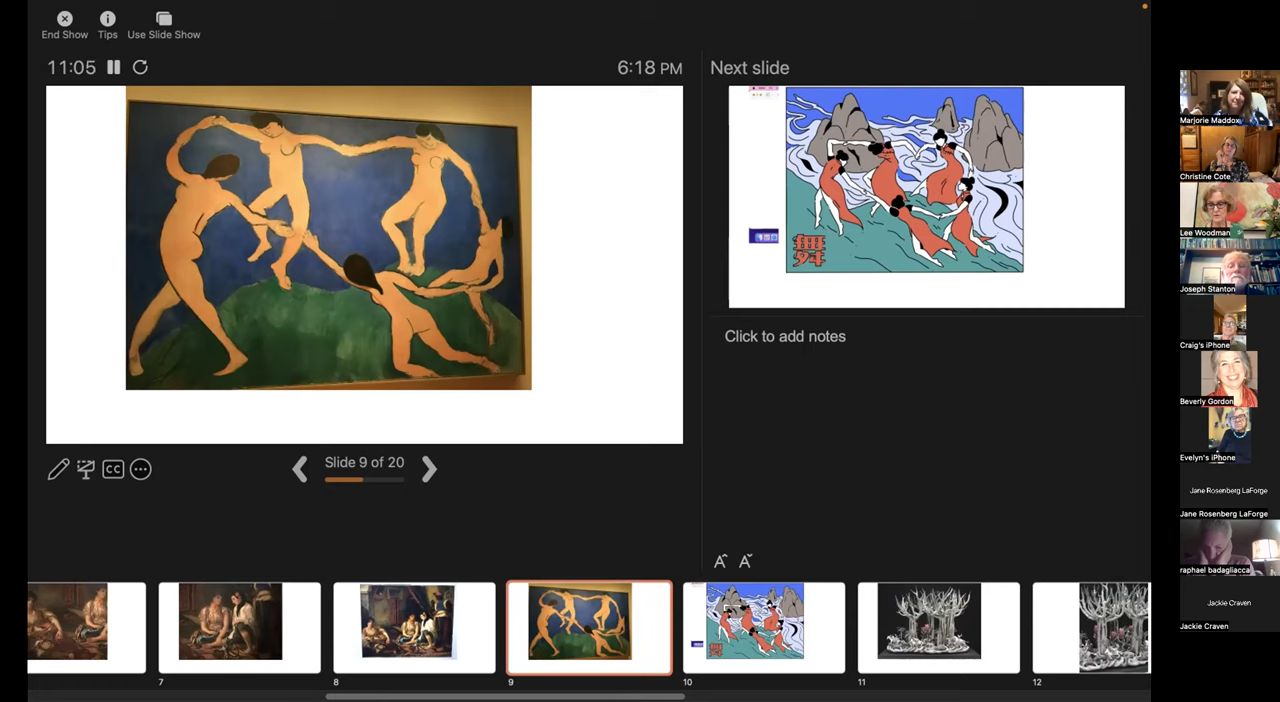 End Show
Tips
Use Slide Show
11:05
6:18 PM
Next slide
舞
Click to add notes
CC
Slide 9 of 20
A A
7
8
9
10
11
12
Marjorie Maddox
Christine Cote
Lee Woodman
Joseph Stanton
Craig's iPhone
Beverly Gordon
Evelyn's iPhone
Jane Rosenberg LaForge
Jane Rosenberg LaForge
raphael badagliacca
Jackie Craven
Jackie Craven